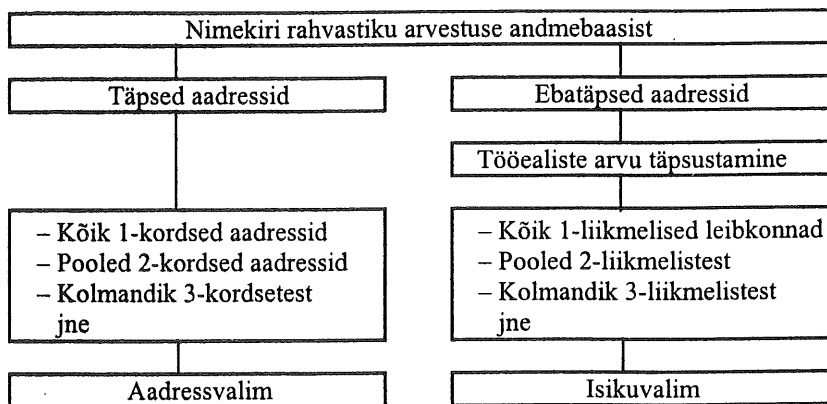 Nimekiri rahvastiku arvestuse andmebaasist
Täpsed aadressid
Ebatäpsed aadressid
Tööealiste arvu täpsustamine
– Kõik 1-kordsed aadressid
– Pooled 2-kordsed aadressid
– Kolmandik 3-kordsetest
jne
– Kõik 1-liikmelised leibkonnad
– Pooled 2-liikmelistest
– Kolmandik 3-liikmelistest
jne
Aadressvalim
Isikuvalim